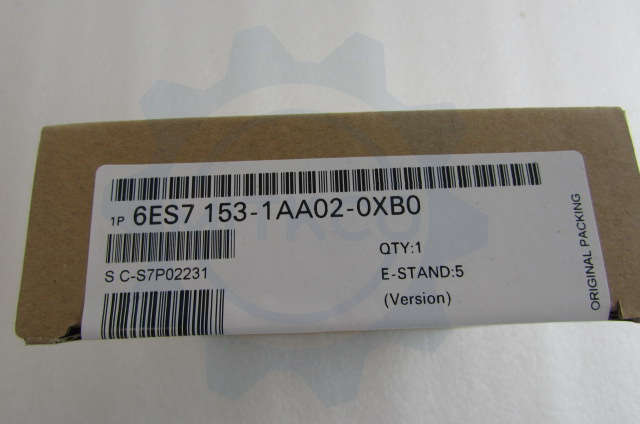 1P 6ES7 153-1AA02-0XB0
S C-S7P02231
QTY:1
E-STAND:5
(Version)
ORIGINAL PACKING